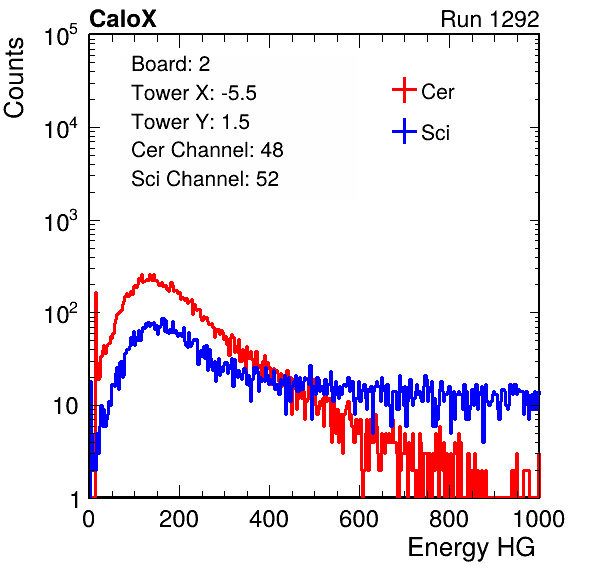 CaloX Run 1292
Counts
Board: 2
Tower X: -5.5
Tower Y: 1.5
Cer Channel: 48
Sci Channel: 52
Cer
Sci
10^5
10^4
10^3
10^2
10
1
0 200 400 600 800 1000
Energy HG